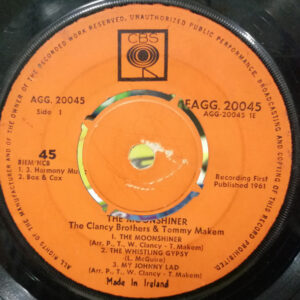 ALL RIGHTS OF THE MANUFACTURER AND OF THE OWNER OF THE RECORDED WORK RESERVED. UNAUTHORIZED PUBLIC PERFORMANCE, BROADCASTING AND COPYING OF THIS RECORD PROHIBITED
CBS
AGG. 20045
EAGG. 20045
Side 1
AGG-20045 1E
45
BIEM/NCB
1, 3. Harmony Mus
2. Box & Cox
Recording First
Published 1961
THE MOONSHINER
The Clancy Brothers & Tommy Makem
1. THE MOONSHINER
(Arr. P., T., W. Clancy - T. Makem)
2. THE WHISTLING GYPSY
(L. McGuire)
3. MY JOHNNY LAD
(Arr. P., T., W. Clancy - T. Makem)
Made in Ireland